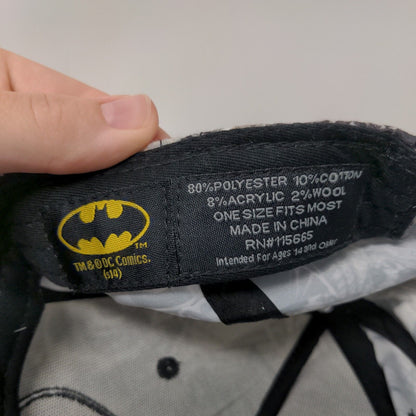 TM
TM & © DC Comics.
(s14)
80% POLYESTER 10% COTTON
8% ACRYLIC 2% WOOL
ONE SIZE FITS MOST
MADE IN CHINA
RN#115665
Intended For Ages 14 and Older